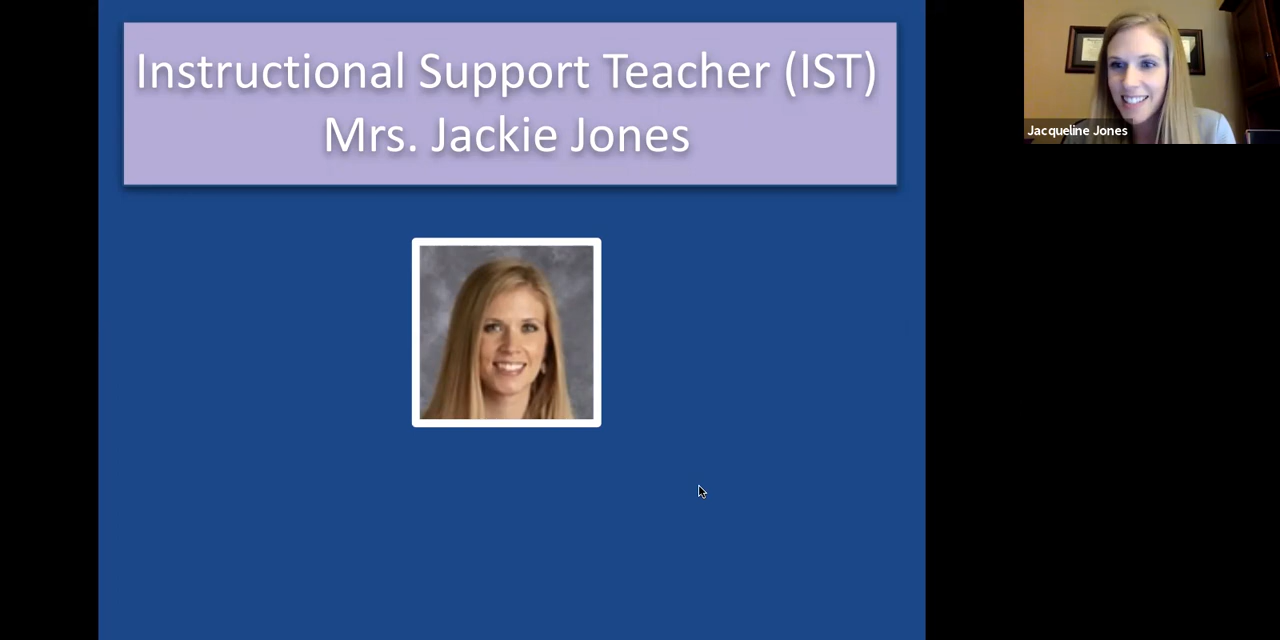 Instructional Support Teacher (IST)
Mrs. Jackie Jones
Jacqueline Jones